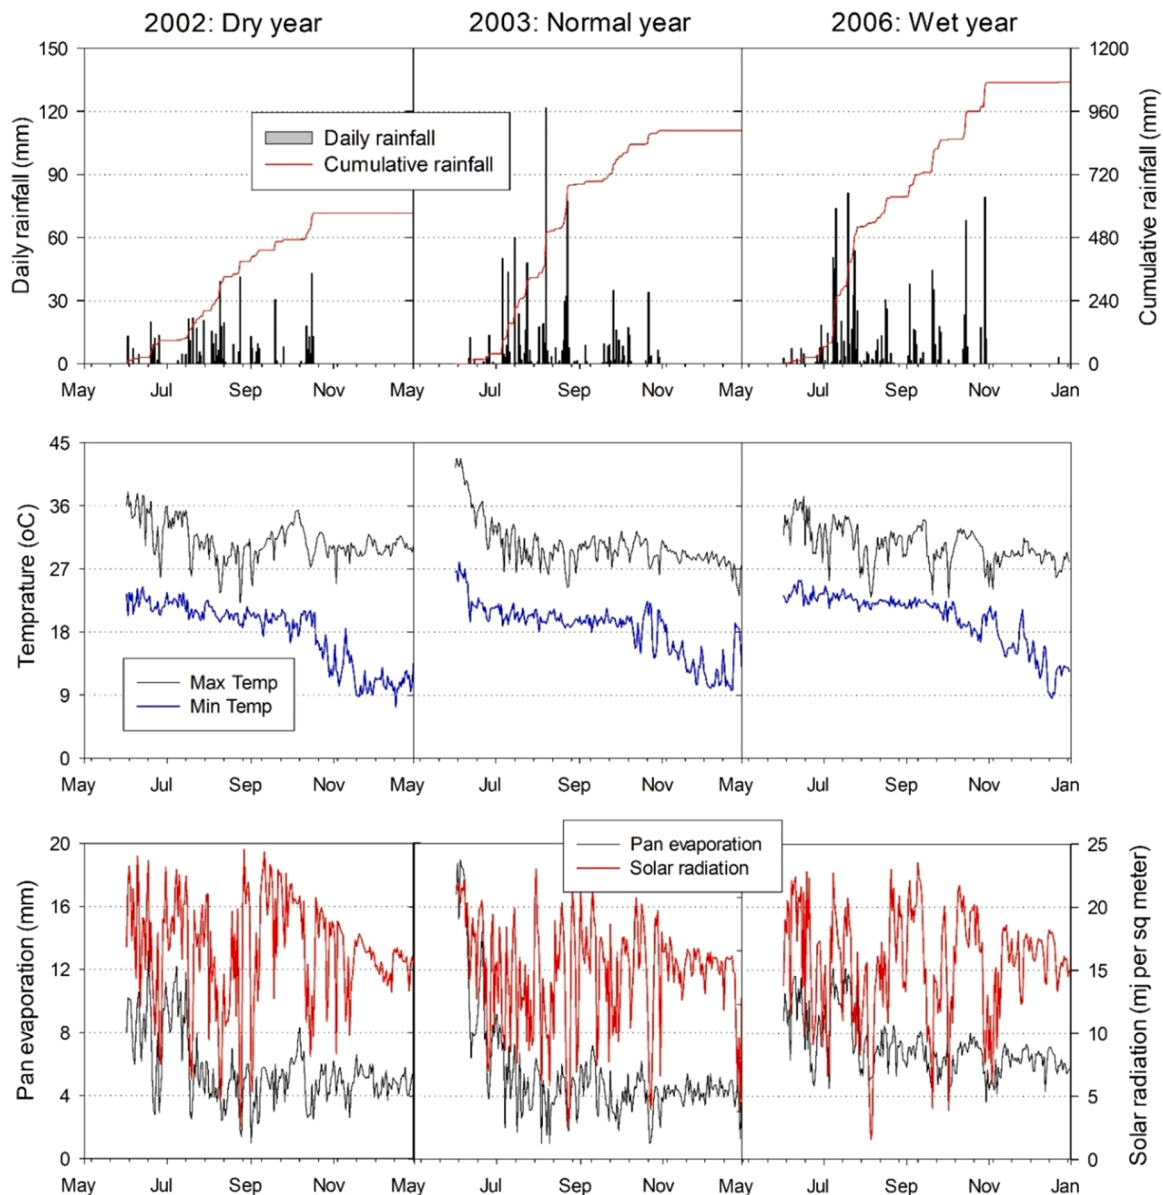 2002: Dry year 2003: Normal year 2006: Wet year
150 1200
120 960
90 720
60 480
30 240
0 0
Daily rainfall (mm)
Cumulative rainfall (mm)
Daily rainfall
Cumulative rainfall
May Jul Sep Nov May Jul Sep Nov May Jul Sep Nov Jan
45
36
27
18
9
0
Temprature (oC)
Max Temp
Min Temp
May Jul Sep Nov May Jul Sep Nov May Jul Sep Nov Jan
20 25
16 20
12 15
8 10
4 5
0 0
Pan evaporation (mm)
Solar radiation (mj per sq meter)
Pan evaporation
Solar radiation
May Jul Sep Nov May Jul Sep Nov May Jul Sep Nov Jan